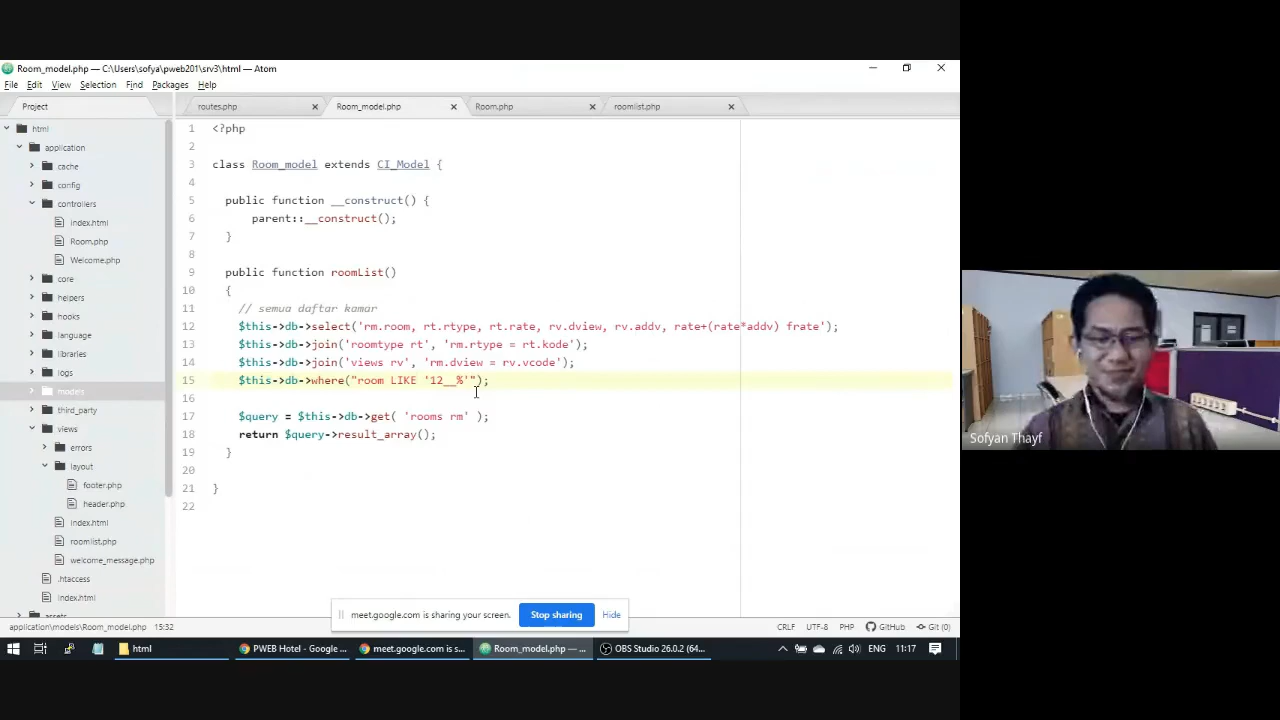 Room_model.php — C:\Users\sofya\pweb201\srv3\html — Atom
File Edit View Selection Find Packages Help
Project
routes.php
Room_model.php
Room.php
roomlist.php
html
application
cache
config
controllers
index.html
Room.php
Welcome.php
core
helpers
hooks
language
libraries
logs
models
third_party
views
errors
layout
footer.php
header.php
index.html
roomlist.php
welcome_message.php
.htaccess
index.html
1 <?php
2
3 class Room_model extends CI_Model {
4
5 public function __construct() {
6 parent::__construct();
7 }
8
9 public function roomList()
10 {
11 // semua daftar kamar
12 $this->db->select('rm.room, rt.rtype, rt.rate, rv.dview, rv.addv, rate+(rate*addv) frate');
13 $this->db->join('roomtype rt', 'rm.rtype = rt.kode');
14 $this->db->join('views rv', 'rm.dview = rv.vcode');
15 $this->db->where("room LIKE '12__%'");
16
17 $query = $this->db->get( 'rooms rm' );
18 return $query->result_array();
19 }
20
21 }
22
Sofyan Thayf
meet.google.com is sharing your screen. Stop sharing Hide
application\models\Room_model.php 15:32 CRLF UTF-8 PHP GitHub Git (0)
html
PWEB Hotel - Google ...
meet.google.com is s...
Room_model.php — ...
OBS Studio 26.0.2 (64...
ENG 11:17